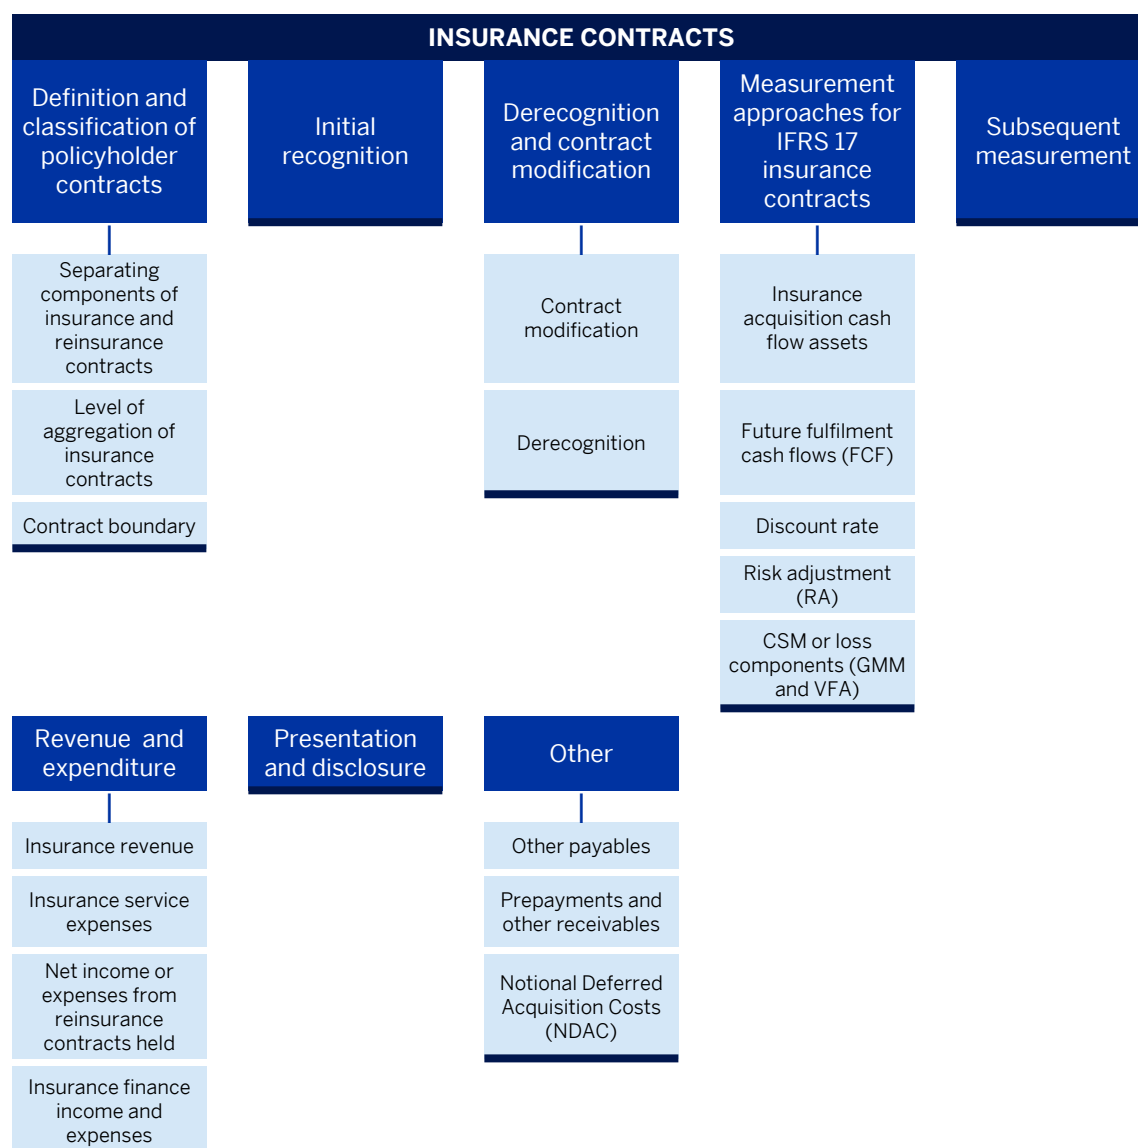 INSURANCE CONTRACTS
Definition and
classification of
policyholder
contracts
Separating
components of
insurance and
reinsurance
contracts
Level of
aggregation of
insurance
contracts
Contract boundary
Initial
recognition
Derecognition
and contract
modification
Contract
modification
Derecognition
Measurement
approaches for
IFRS 17
insurance
contracts
Insurance
acquisition cash
flow assets
Future fulfilment
cash flows (FCF)
Discount rate
Risk adjustment
(RA)
CSM or loss
components (GMM
and VFA)
Subsequent
measurement
Revenue and
expenditure
Insurance revenue
Insurance service
expenses
Net income or
expenses from
reinsurance
contracts held
Insurance finance
income and
expenses
Presentation
and disclosure
Other
Other payables
Prepayments and
other receivables
Notional Deferred
Acquisition Costs
(NDAC)